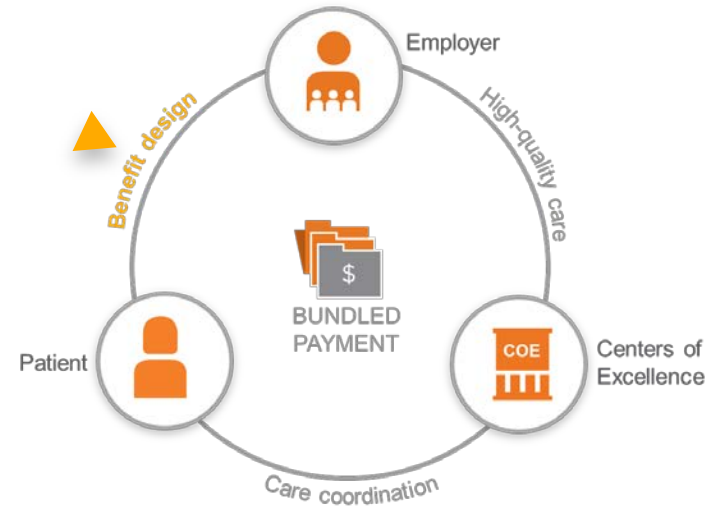 Employer
Benefit design
High-quality care
$
BUNDLED
PAYMENT
Patient
COE
Centers of
Excellence
Care coordination